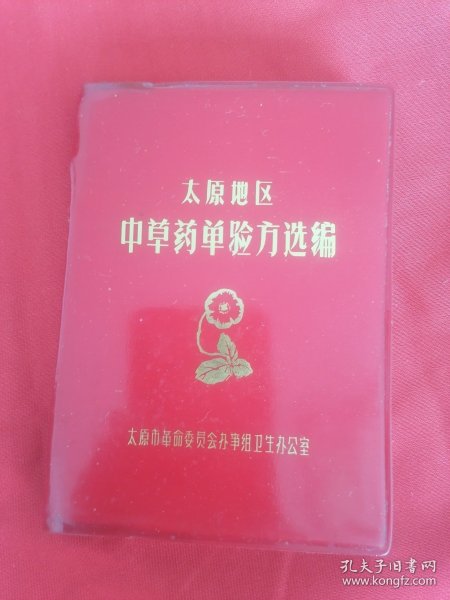 太原地区
中草药单验方选编
太原市革命委员会办事组卫生办公室
孔夫子旧书网
www.kongfz.com